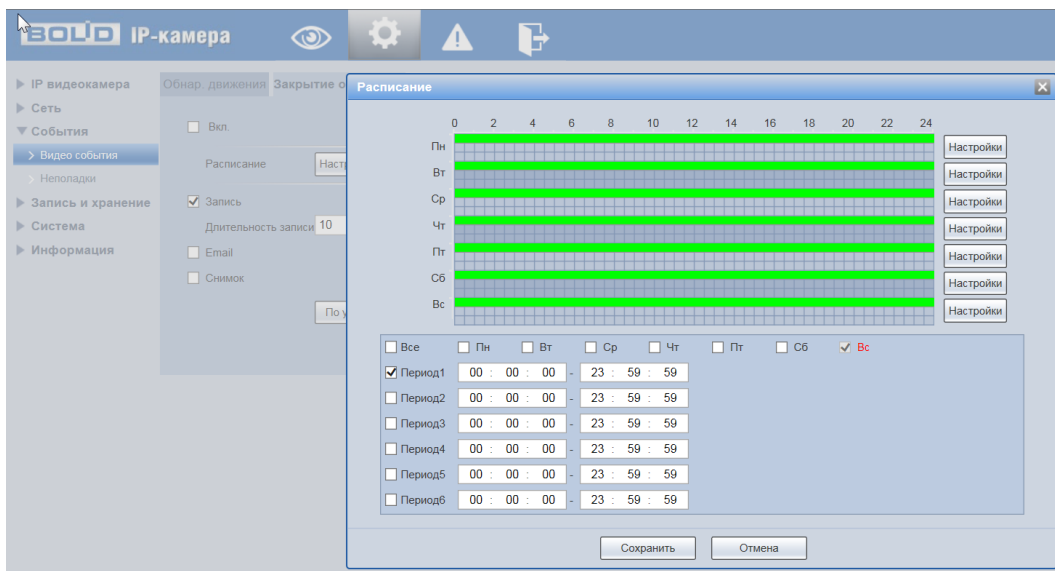 BOLID IP-камера
IP видеокамера
Сеть
События
Видео события
Неполадки
Запись и хранение
Система
Информация
Обнар. движения Закрытие о
Вкл.
Расписание Наст
Запись
Длительность записи 10
Email
Снимок
По у
Расписание
0 2 4 6 8 10 12 14 16 18 20 22 24
Пн Настройки
Вт Настройки
Ср Настройки
Чт Настройки
Пт Настройки
Сб Настройки
Вс Настройки
Все Пн Вт Ср Чт Пт Сб Вс
Период1 00 : 00 : 00 - 23 : 59 : 59
Период2 00 : 00 : 00 - 23 : 59 : 59
Период3 00 : 00 : 00 - 23 : 59 : 59
Период4 00 : 00 : 00 - 23 : 59 : 59
Период5 00 : 00 : 00 - 23 : 59 : 59
Период6 00 : 00 : 00 - 23 : 59 : 59
Сохранить Отмена